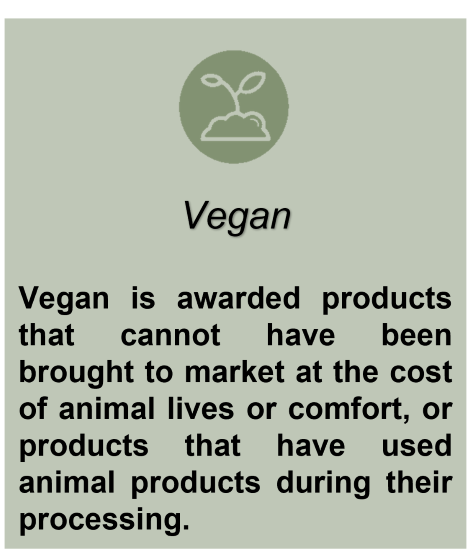 Vegan
Vegan is awarded products
that cannot have been
brought to market at the cost
of animal lives or comfort, or
products that have used
animal products during their
processing.